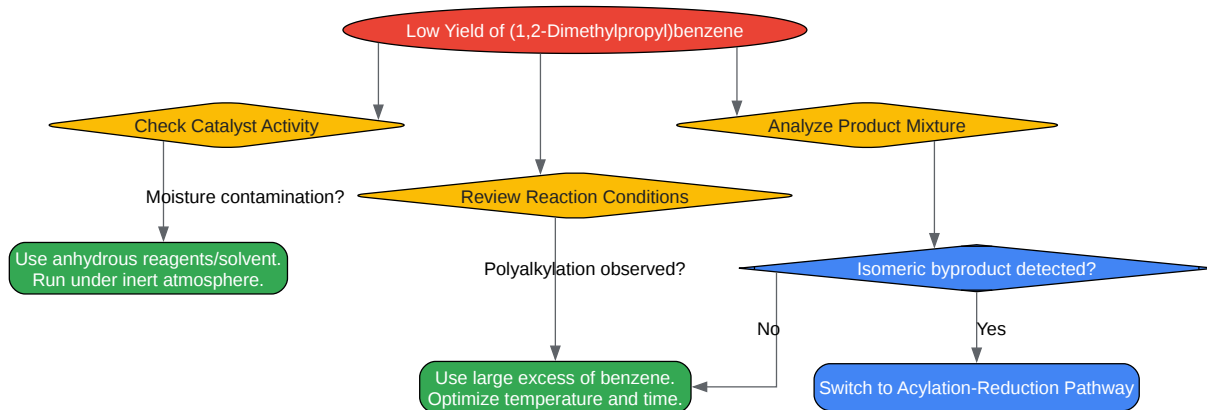 Low Yield of (1,2-Dimethylpropyl)benzene
Check Catalyst Activity
Analyze Product Mixture
Moisture contamination?
Review Reaction Conditions
Use anhydrous reagents/solvent.
Run under inert atmosphere.
Polyalkylation observed?
Isomeric byproduct detected?
No
Yes
Use large excess of benzene.
Optimize temperature and time.
Switch to Acylation-Reduction Pathway